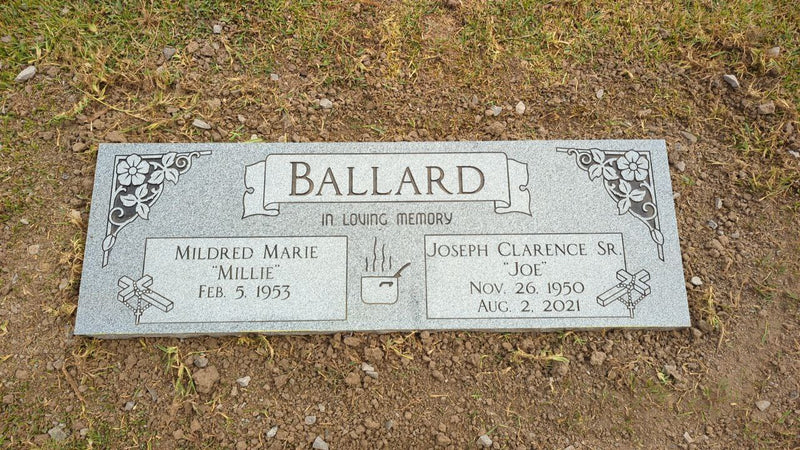 BALLARD
IN LOVING MEMORY
MILDRED MARIE
"MILLIE"
FEB. 5. 1953
JOSEPH CLARENCE SR.
"JOE"
NOV. 26, 1950
AUG. 2, 2021